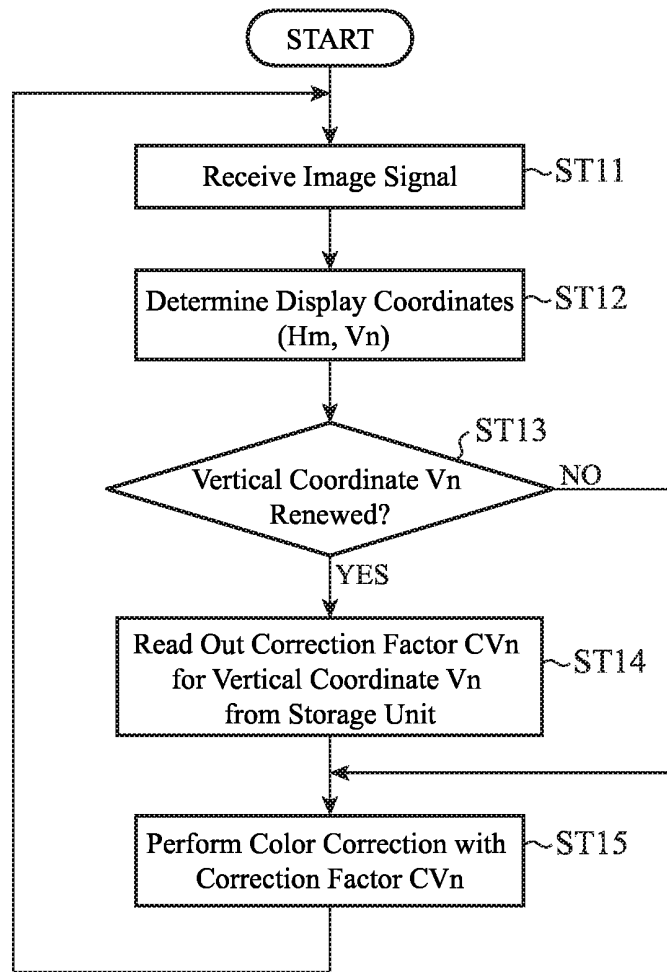 START
Receive Image Signal
ST11
Determine Display Coordinates
(Hm, Vn)
ST12
ST13
Vertical Coordinate Vn
Renewed?
NO
YES
Read Out Correction Factor CVn
for Vertical Coordinate Vn
from Storage Unit
ST14
Perform Color Correction with
Correction Factor CVn
ST15